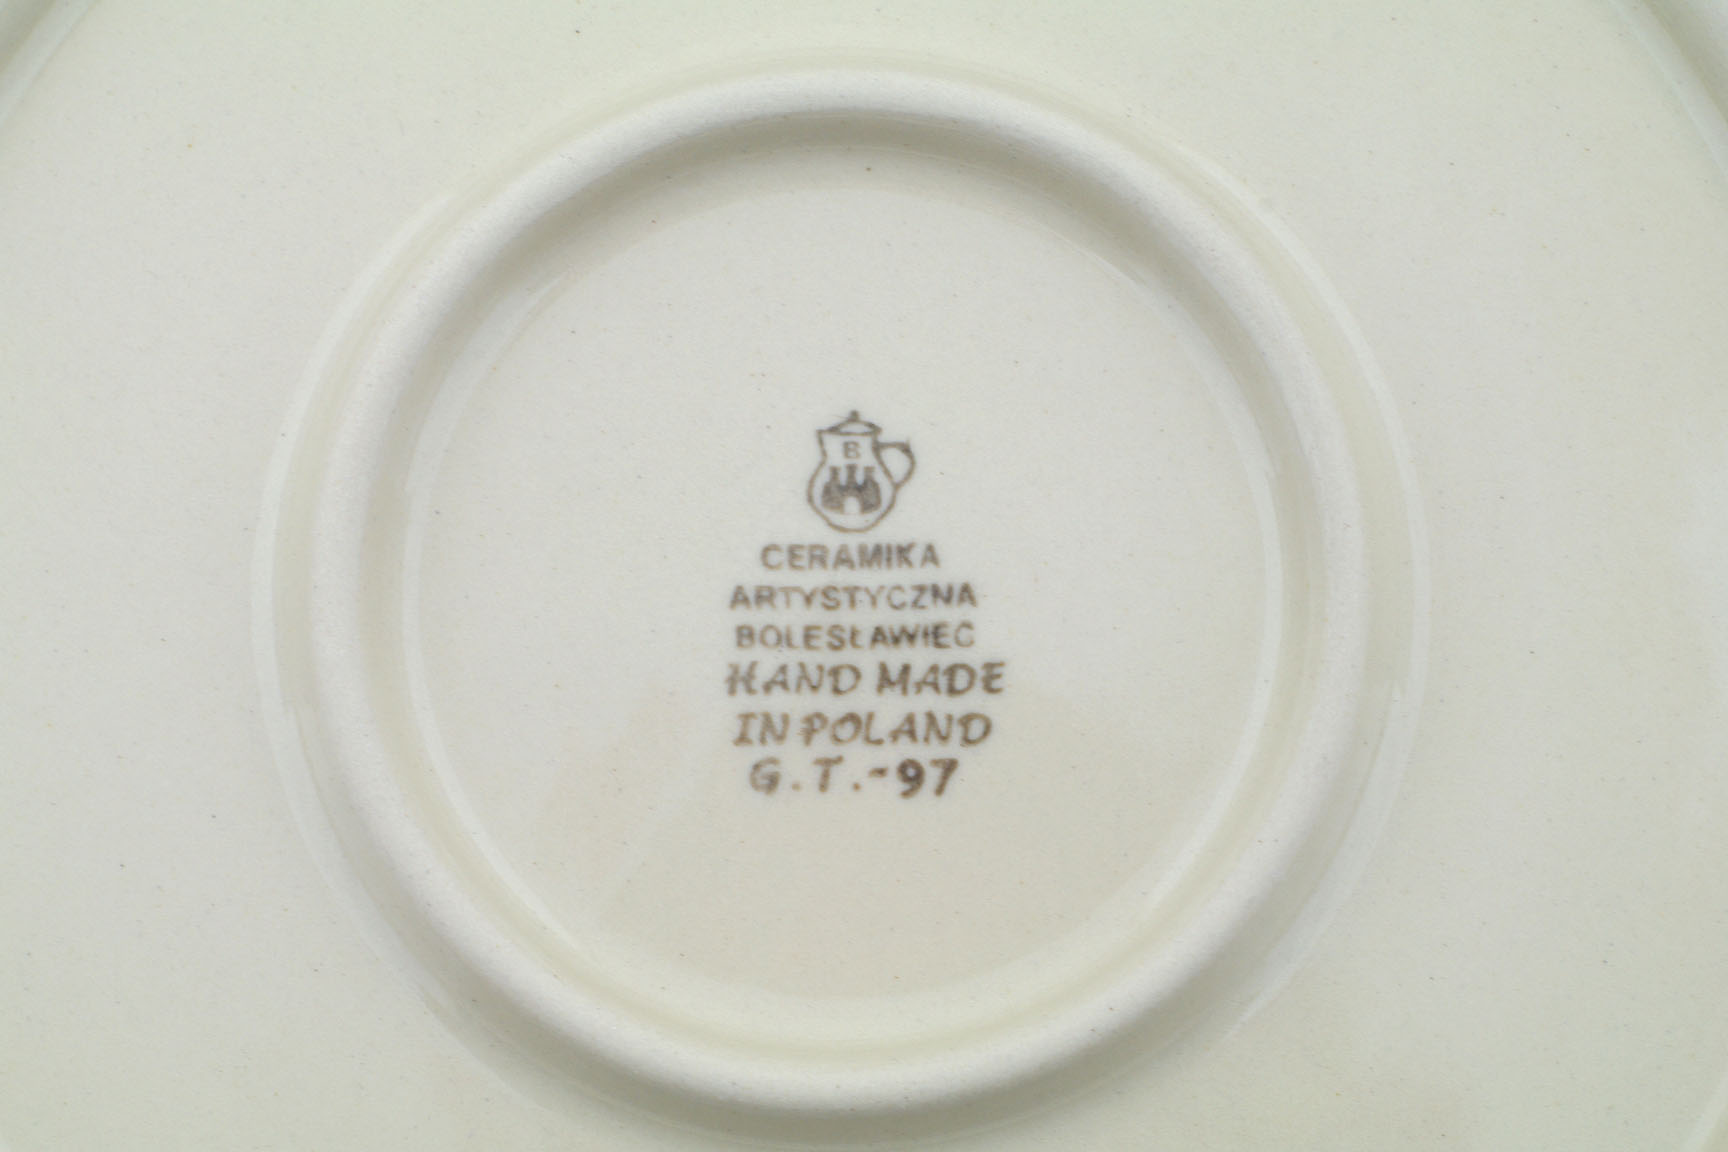 B
CERAMIKA
ARTYSTYCZNA
BOLESŁAWIEC
HAND MADE
IN POLAND
G.T.-97